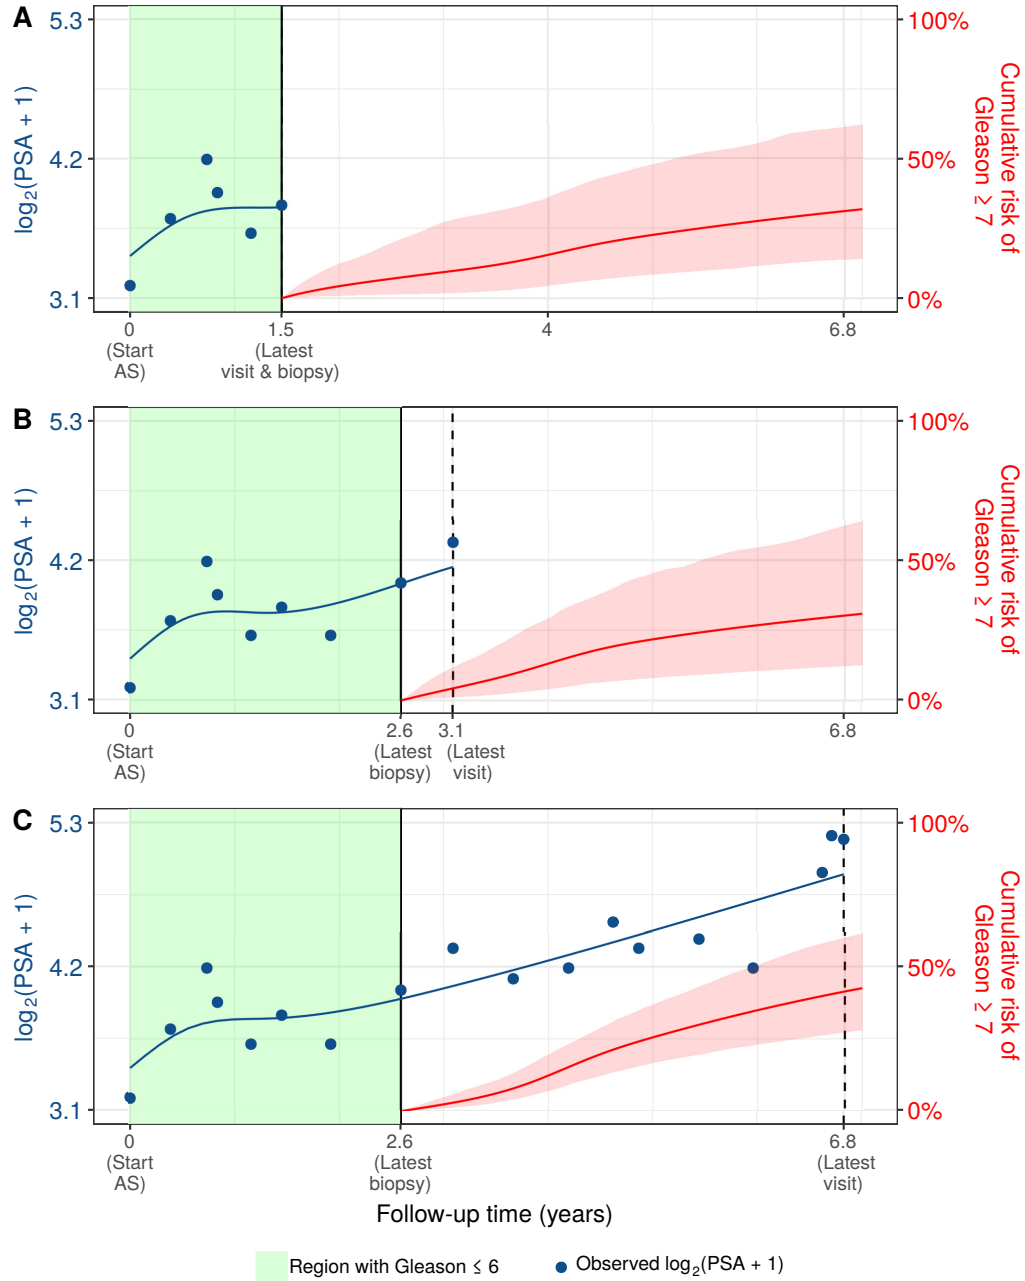 A
5.3
4.2
3.1
log₂(PSA + 1)
100%
50%
0%
Cumulative risk of
Gleason ≥ 7
0
(Start
AS)
1.5
(Latest
visit & biopsy)
4
6.8
B
5.3
4.2
3.1
log₂(PSA + 1)
100%
50%
0%
Cumulative risk of
Gleason ≥ 7
0
(Start
AS)
2.6
(Latest
biopsy)
3.1
(Latest
visit)
6.8
C
5.3
4.2
3.1
log₂(PSA + 1)
100%
50%
0%
Cumulative risk of
Gleason ≥ 7
0
(Start
AS)
2.6
(Latest
biopsy)
6.8
(Latest
visit)
Follow-up time (years)
Region with Gleason ≤ 6
Observed log₂(PSA + 1)